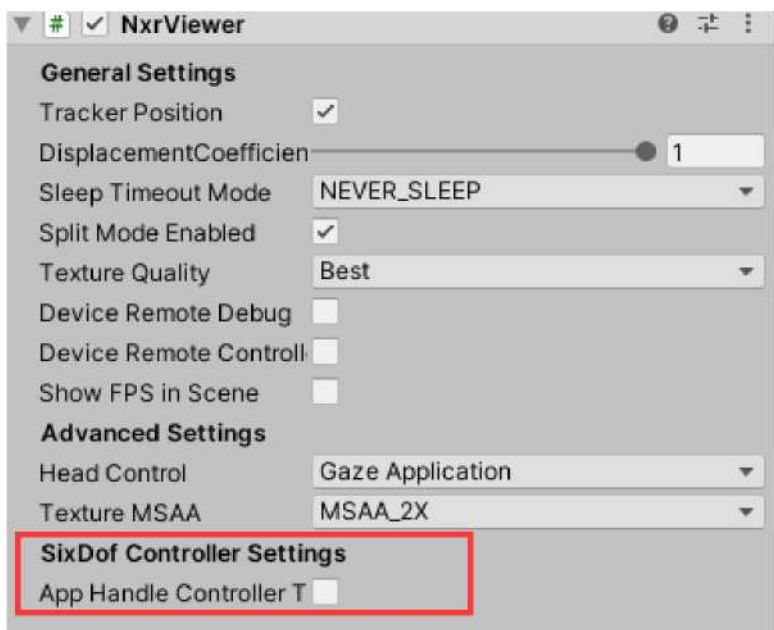 NxrViewer
General Settings
Tracker Position
DisplacementCoefficien 1
Sleep Timeout Mode NEVER_SLEEP
Split Mode Enabled
Texture Quality Best
Device Remote Debug
Device Remote Controll
Show FPS in Scene
Advanced Settings
Head Control Gaze Application
Texture MSAA MSAA_2X
SixDof Controller Settings
App Handle Controller T